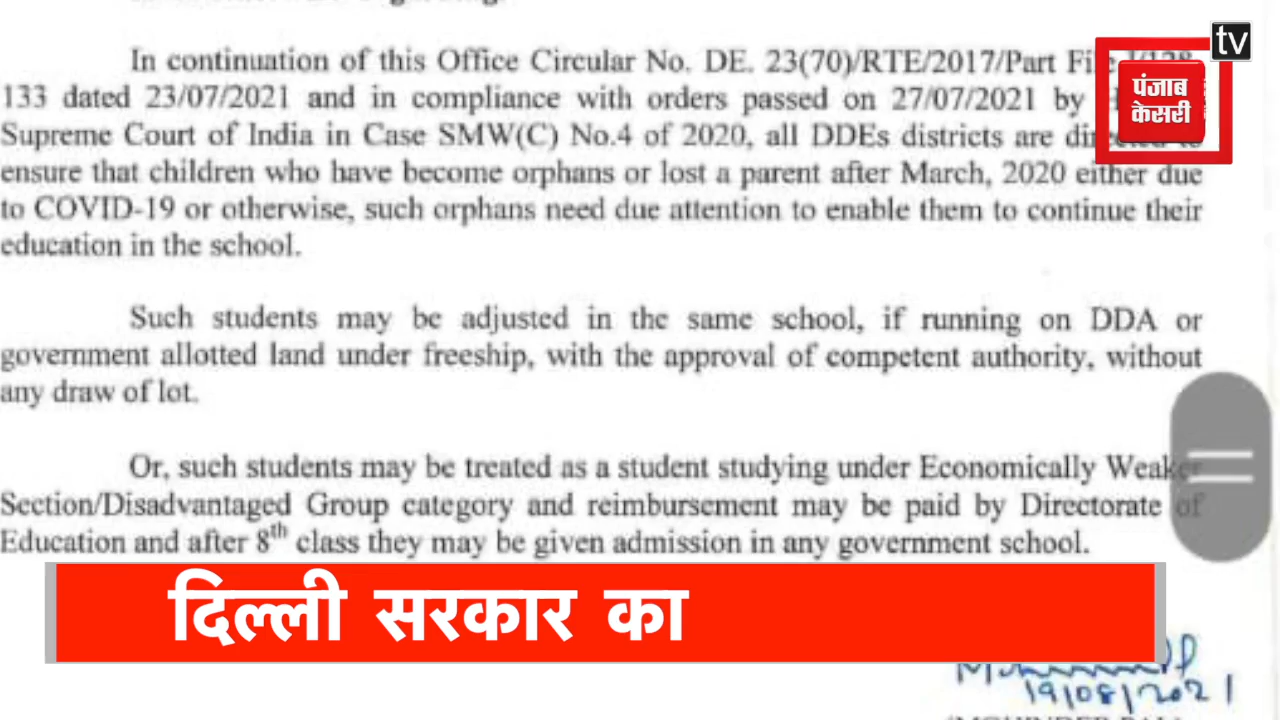 In continuation of this Office Circular No. DE. 23(70)/RTE/2017/Part
133 dated 23/07/2021 and in compliance with orders passed on 27/07/2021 by
Supreme Court of India in Case SMW(C) No.4 of 2020, all DDEs districts are
ensure that children who have become orphans or lost a parent after March, 2020 either due
to COVID-19 or otherwise, such orphans need due attention to enable them to continue their
education in the school.
Such students may be adjusted in the same school, if running on DDA or
government allotted land under freeship, with the approval of competent authority, without
any draw of lot.
Or, such students may be treated as a student studying under Economically Weaker
Section/Disadvantaged Group category and reimbursement may be paid by Directorate of
Education and after 8th class they may be given admission in any government school.
19/08/2021
tv
पंजाब
केसरी
दिल्ली सरकार का